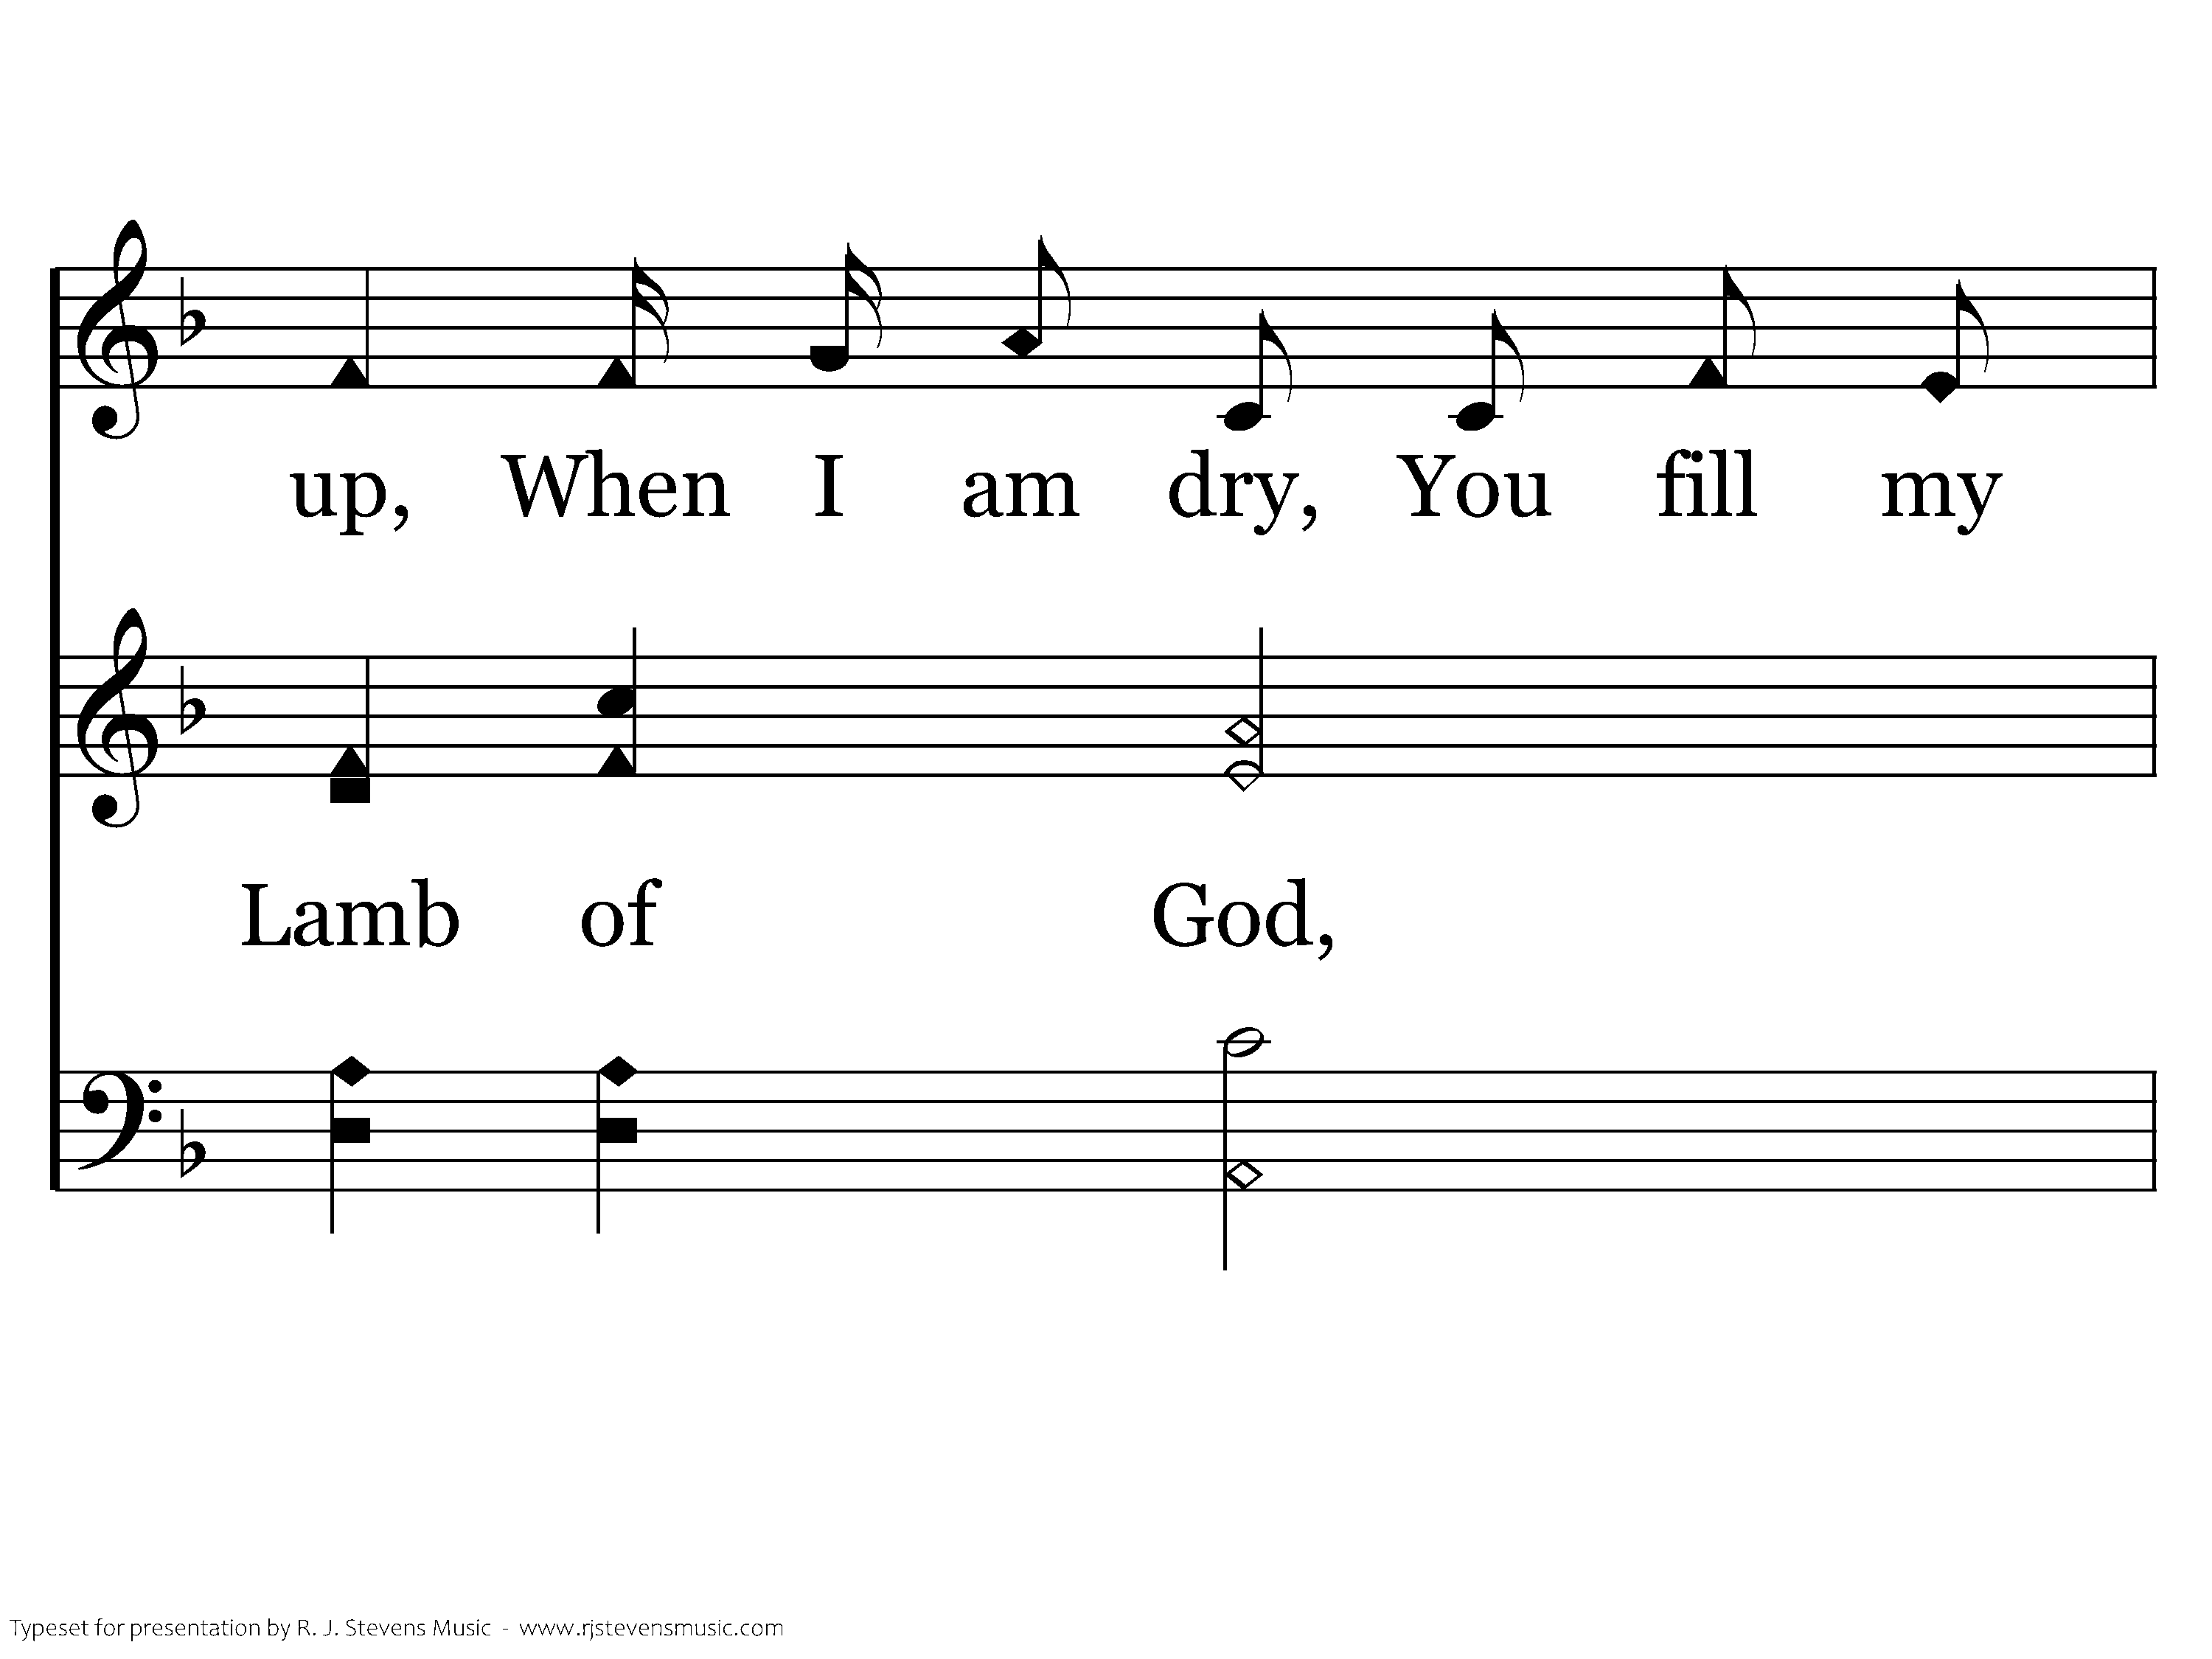 up, When I am dry, You fill my
Lamb of God,
Typeset for presentation by R. J. Stevens Music - www.rjstevensmusic.com